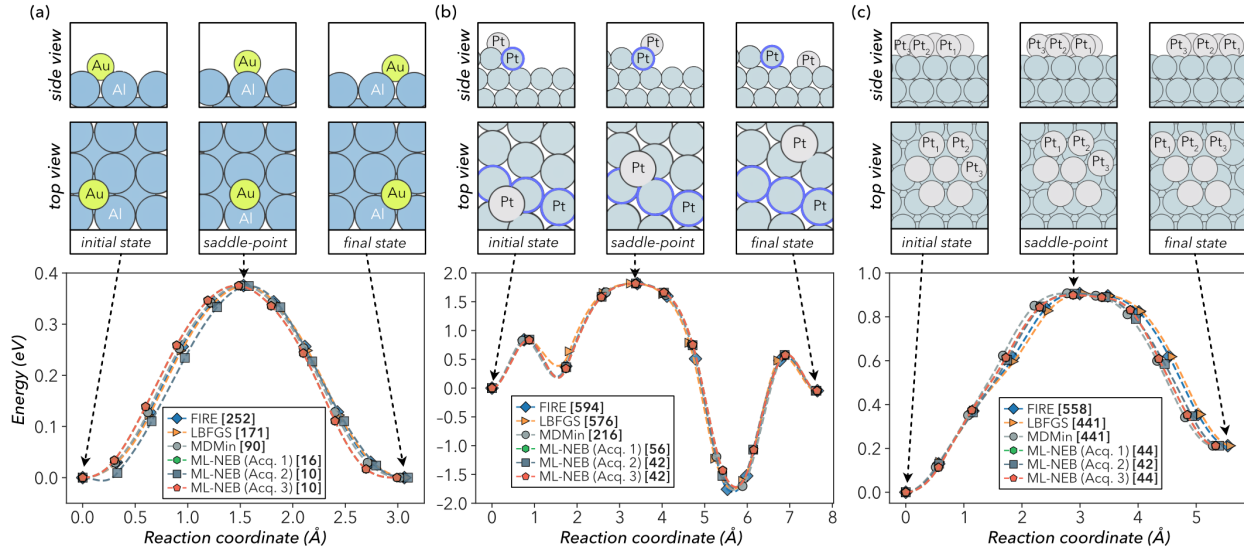 (a)
side view
Au
Al
Au
Au
top view
Au
Al
Au
Al
Au
Al
initial state
saddle-point
final state
Energy (eV)
0.4
0.3
0.2
0.1
0.0
FIRE [252]
LBFGS [171]
MDMin [90]
ML-NEB (Acq. 1) [16]
ML-NEB (Acq. 2) [10]
ML-NEB (Acq. 3) [10]
0.0 0.5 1.0 1.5 2.0 2.5 3.0
Reaction coordinate (Å)
(b)
side view
Pt
Pt
Pt
Pt
Pt
Pt
top view
Pt
Pt
Pt
Pt
Pt
Pt
initial state
saddle-point
final state
2.0
1.5
1.0
0.5
0.0
−0.5
−1.0
−1.5
−2.0
FIRE [594]
LBFGS [576]
MDMin [216]
ML-NEB (Acq. 1) [56]
ML-NEB (Acq. 2) [42]
ML-NEB (Acq. 3) [42]
0 1 2 3 4 5 6 7 8
Reaction coordinate (Å)
(c)
side view
Pt Pt2 Pt1
Pt3 Pt2 Pt1
Pt3 Pt2 Pt1
top view
Pt1 Pt2
Pt3
Pt1 Pt2
Pt3
Pt1 Pt2 Pt3
initial state
saddle-point
final state
1.0
0.8
0.6
0.4
0.2
0.0
FIRE [558]
LBFGS [441]
MDMin [441]
ML-NEB (Acq. 1) [44]
ML-NEB (Acq. 2) [42]
ML-NEB (Acq. 3) [44]
0 1 2 3 4 5
Reaction coordinate (Å)